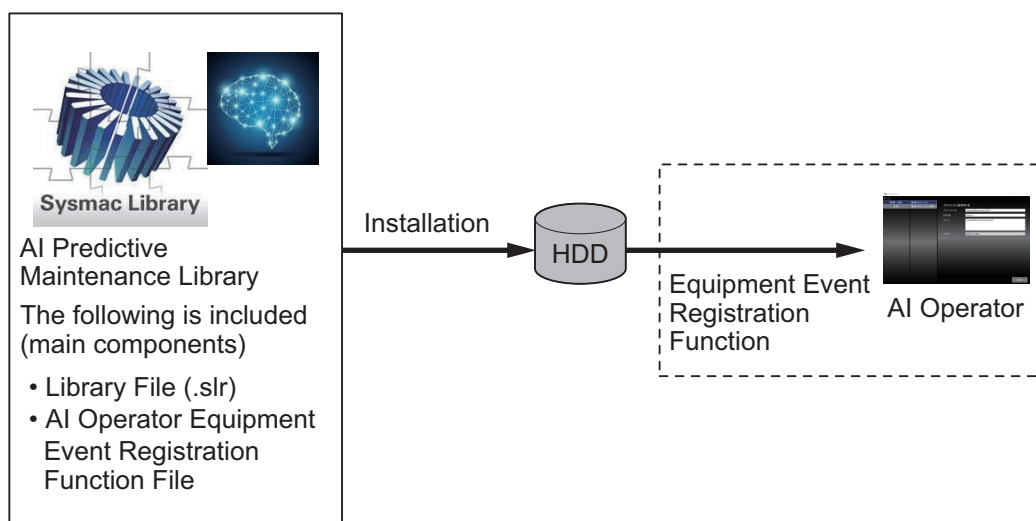 Sysmac Library
AI Predictive
Maintenance Library
The following is included
(main components)
• Library File (.slr)
• AI Operator Equipment
Event Registration
Function File
Installation
HDD
Equipment Event
Registration
Function
AI Operator